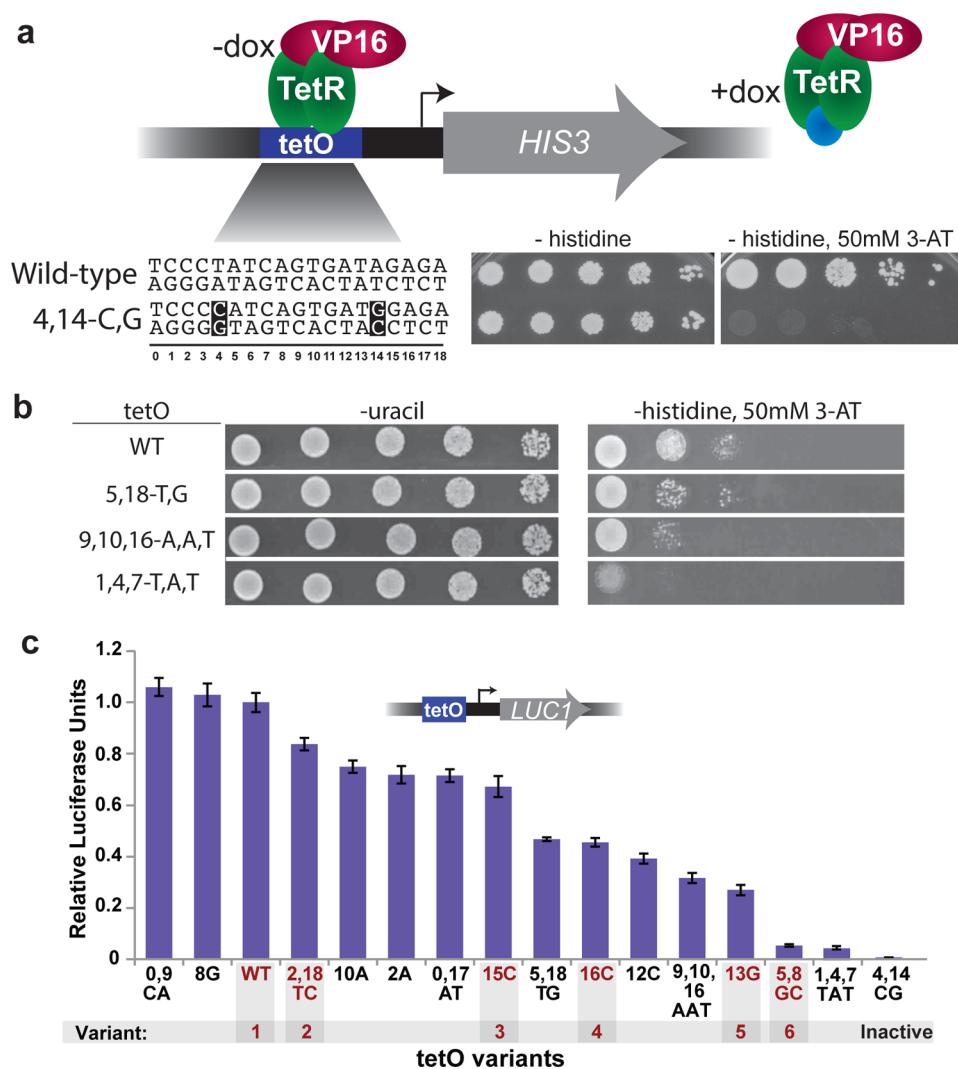 a
-dox
VP16
TetR
tetO
HIS3
+dox
VP16
TetR
Wild-type
TCCCTATCAGTGATAGAGA
AGGGATAGTCACTATCTCT
4,14-C,G
TCCCCATCAGTGATGGAGA
AGGGGTAGTCACTACCTCT
0 1 2 3 4 5 6 7 8 9 10 11 12 13 14 15 16 17 18
- histidine
- histidine, 50mM 3-AT
b
tetO
-uracil
-histidine, 50mM 3-AT
WT
5,18-T,G
9,10,16-A,A,T
1,4,7-T,A,T
c
Relative Luciferase Units
1.2
1.0
0.8
0.6
0.4
0.2
0
tetO
LUC1
0,9 CA
8G
WT
2,18 TC
10A
2A
0,17 AT
15C
5,18 TG
16C
12C
9,10, 16 AAT
13G
5,8 GC
1,4,7 TAT
4,14 CG
Variant: 1 2 3 4 5 6 Inactive
tetO variants